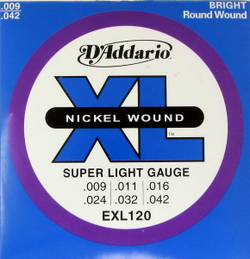 .009
.042
BRIGHT
Round Wound
D'Addario
XL
NICKEL WOUND
TM
SUPER LIGHT GAUGE
.009 .011 .016
.024 .032 .042
EXL120